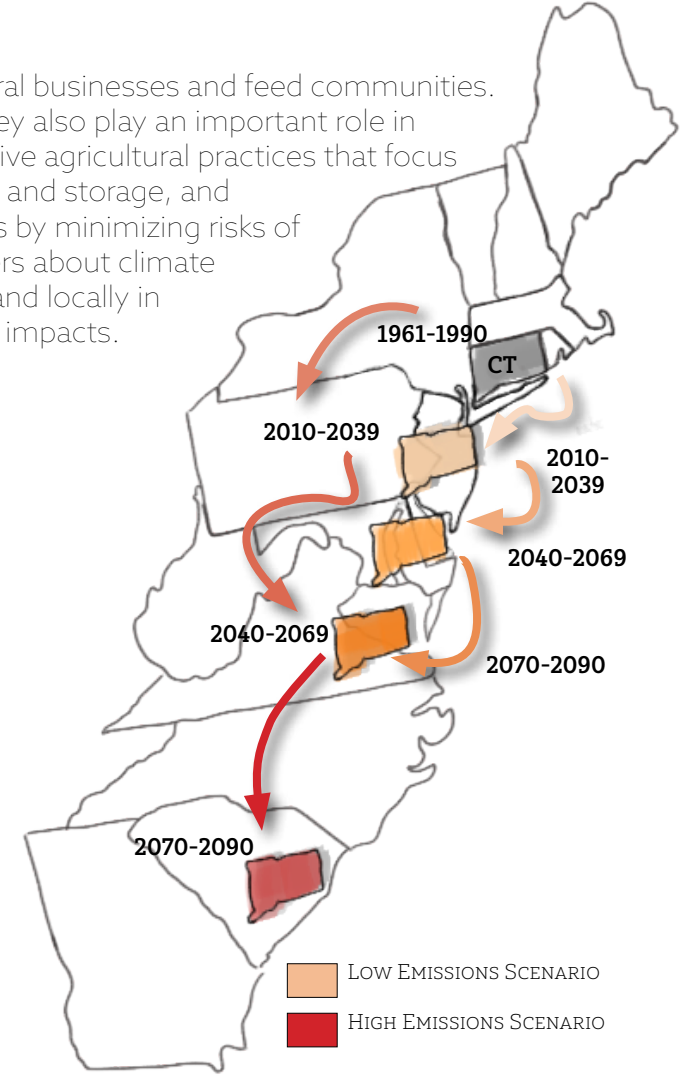 ral businesses and feed communities.
ey also play an important role in
ive agricultural practices that focus
and storage, and
s by minimizing risks of
ers about climate
and locally in
impacts.
1961-1990
CT
2010-2039
2010-
2039
2040-2069
2040-2069
2070-2090
2070-2090
Low Emissions Scenario
High Emissions Scenario